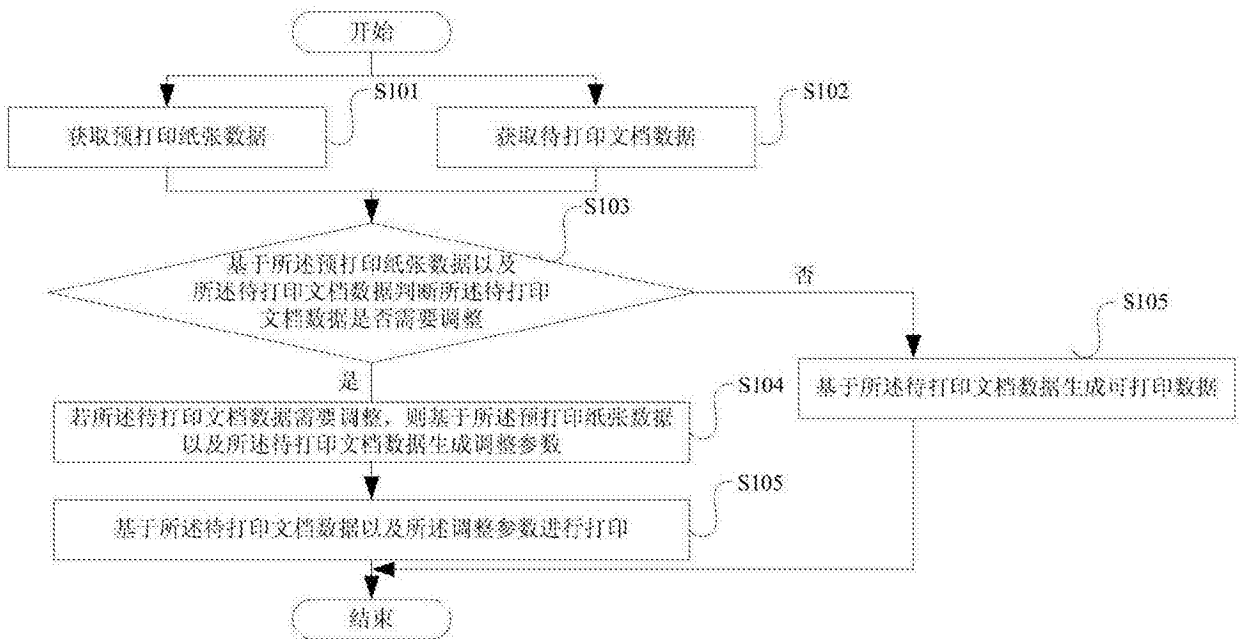 开始
S101
S102
获取预打印纸张数据
获取待打印文档数据
S103
基于所述预打印纸张数据以及
所述待打印文档数据判断所述待打印
文档数据是否需要调整
否
S105
是
S104
基于所述待打印文档数据生成可打印数据
若所述待打印文档数据需要调整，则基于所述预打印纸张数据
以及所述待打印文档数据生成调整参数
S105
基于所述待打印文档数据以及所述调整参数进行打印
结束